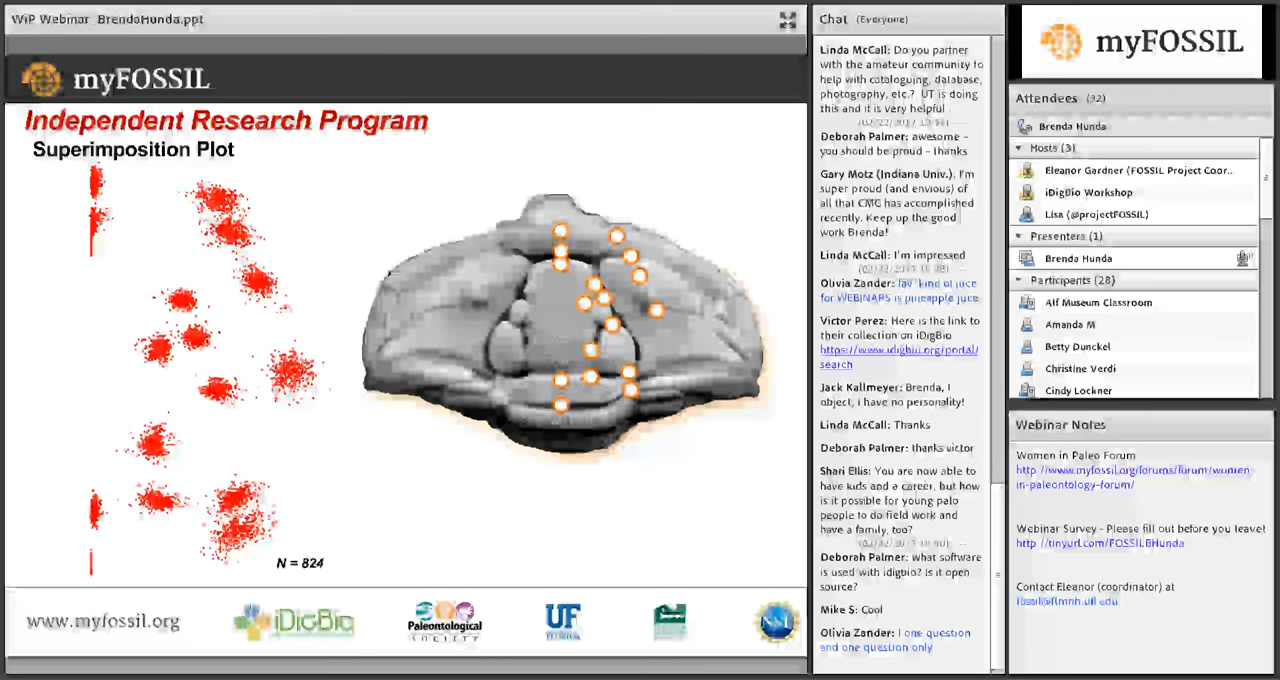 WiP Webinar_BrendaHunda.ppt
myFOSSIL
Independent Research Program
Superimposition Plot
N = 824
www.myfossil.org
iDigBio
Paleontological
SOCIETY
UF
NSF
Chat (Everyone)
Linda McCall: Do you partner
with the amateur community to
help with cataloguing, database,
photography, etc.? UT is doing
this and it is very helpful
Deborah Palmer: awesome -
you should be proud - thanks
Gary Motz (Indiana Univ.): I'm
super proud (and envious) of
all that CMC has accomplished
recently. Keep up the good
work Brenda!
Linda McCall: I'm impressed
Olivia Zander: fav kind of juce
for WEBINARS is pineapple juce
Victor Perez: Here is the link to
their collection on iDigBio
https://www.idigbio.org/portal/
search
Jack Kallmeyer: Brenda, I
object, i have no personality!
Linda McCall: Thanks
Deborah Palmer: thanks victor
Shari Ellis: You are now able to
have kids and a career, but how
is it possible for young palo
people to do field work and
have a family, too?
Deborah Palmer: what software
is used with idigbio? Is it open
source?
Mike S: Cool
Olivia Zander: I one question
and one question only
myFOSSIL
Attendees (32)
Brenda Hunda
Hosts (3)
Eleanor Gardner (FOSSIL Project Coor..
iDigBio Workshop
Lisa (@projectFOSSIL)
Presenters (1)
Brenda Hunda
Participants (28)
Alf Museum Classroom
Amanda M
Betty Dunckel
Christine Verdi
Cindy Lockner
Webinar Notes
Women in Paleo Forum
http://www.myfossil.org/forums/forum/women-
in-paleontology-forum/
Webinar Survey - Please fill out before you leave!
http://tinyurl.com/FOSSILBHunda
Contact Eleanor (coordinator) at
fossil@flmnh.ufl.edu